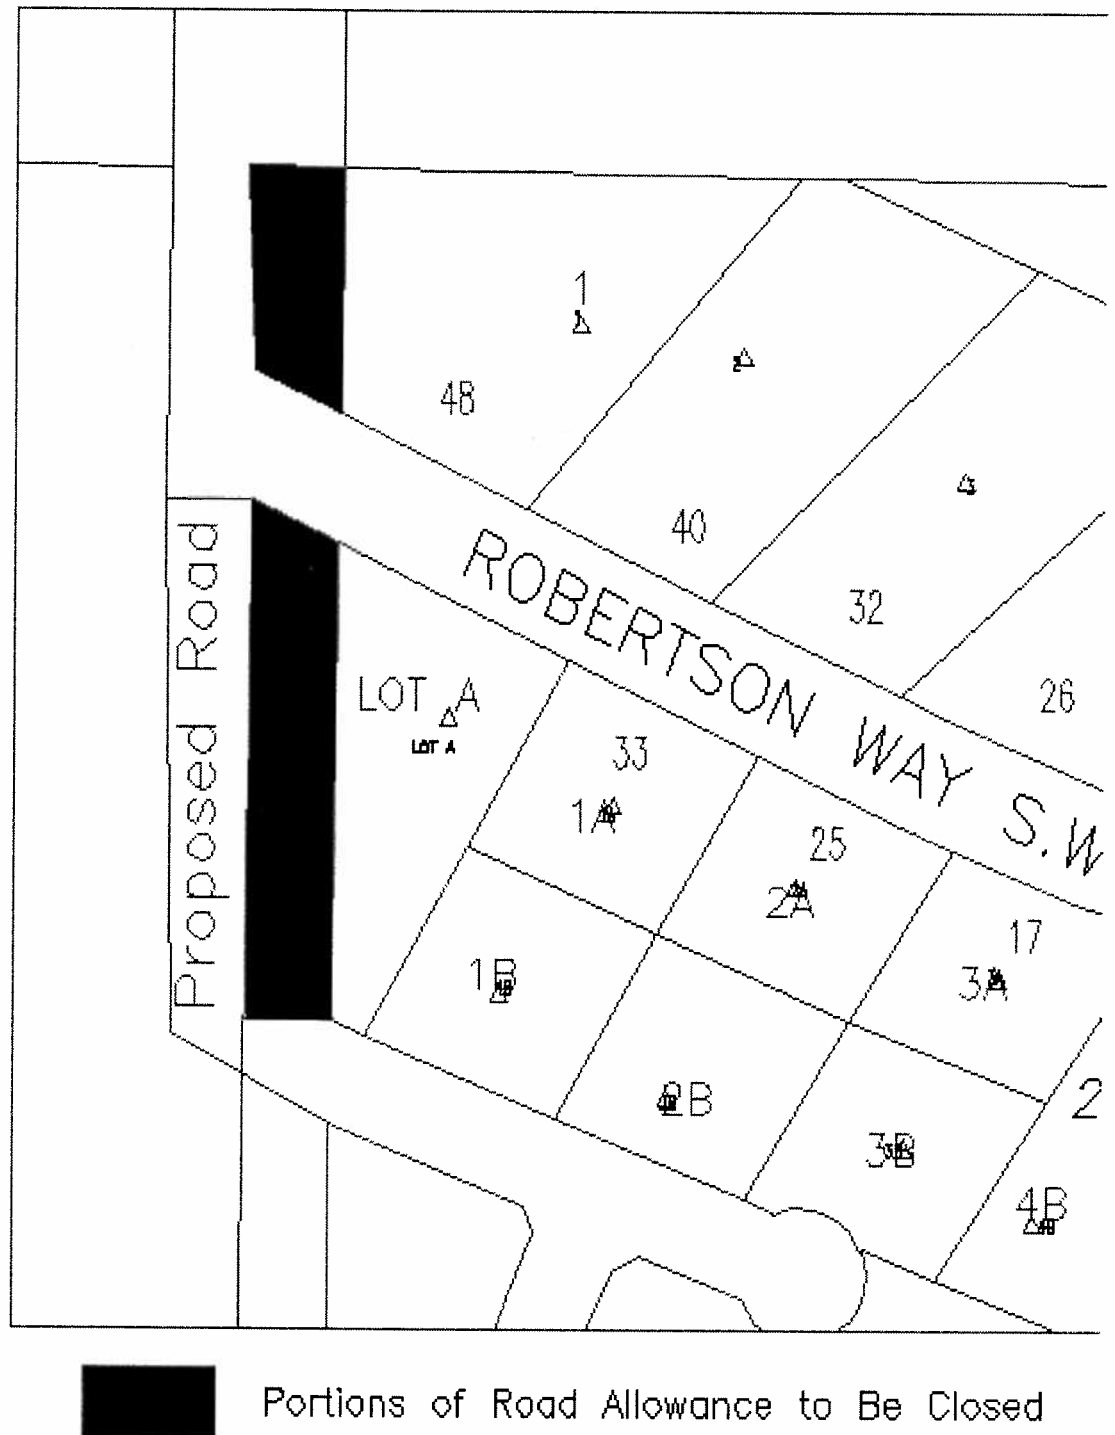 1
48
40
32
26
ROBERTSON WAY S.W
Proposed Road
LOT A
LOT A
33
1A
25
2A
17
3A
1B
2B
3B
2
4B
Portions of Road Allowance to Be Closed